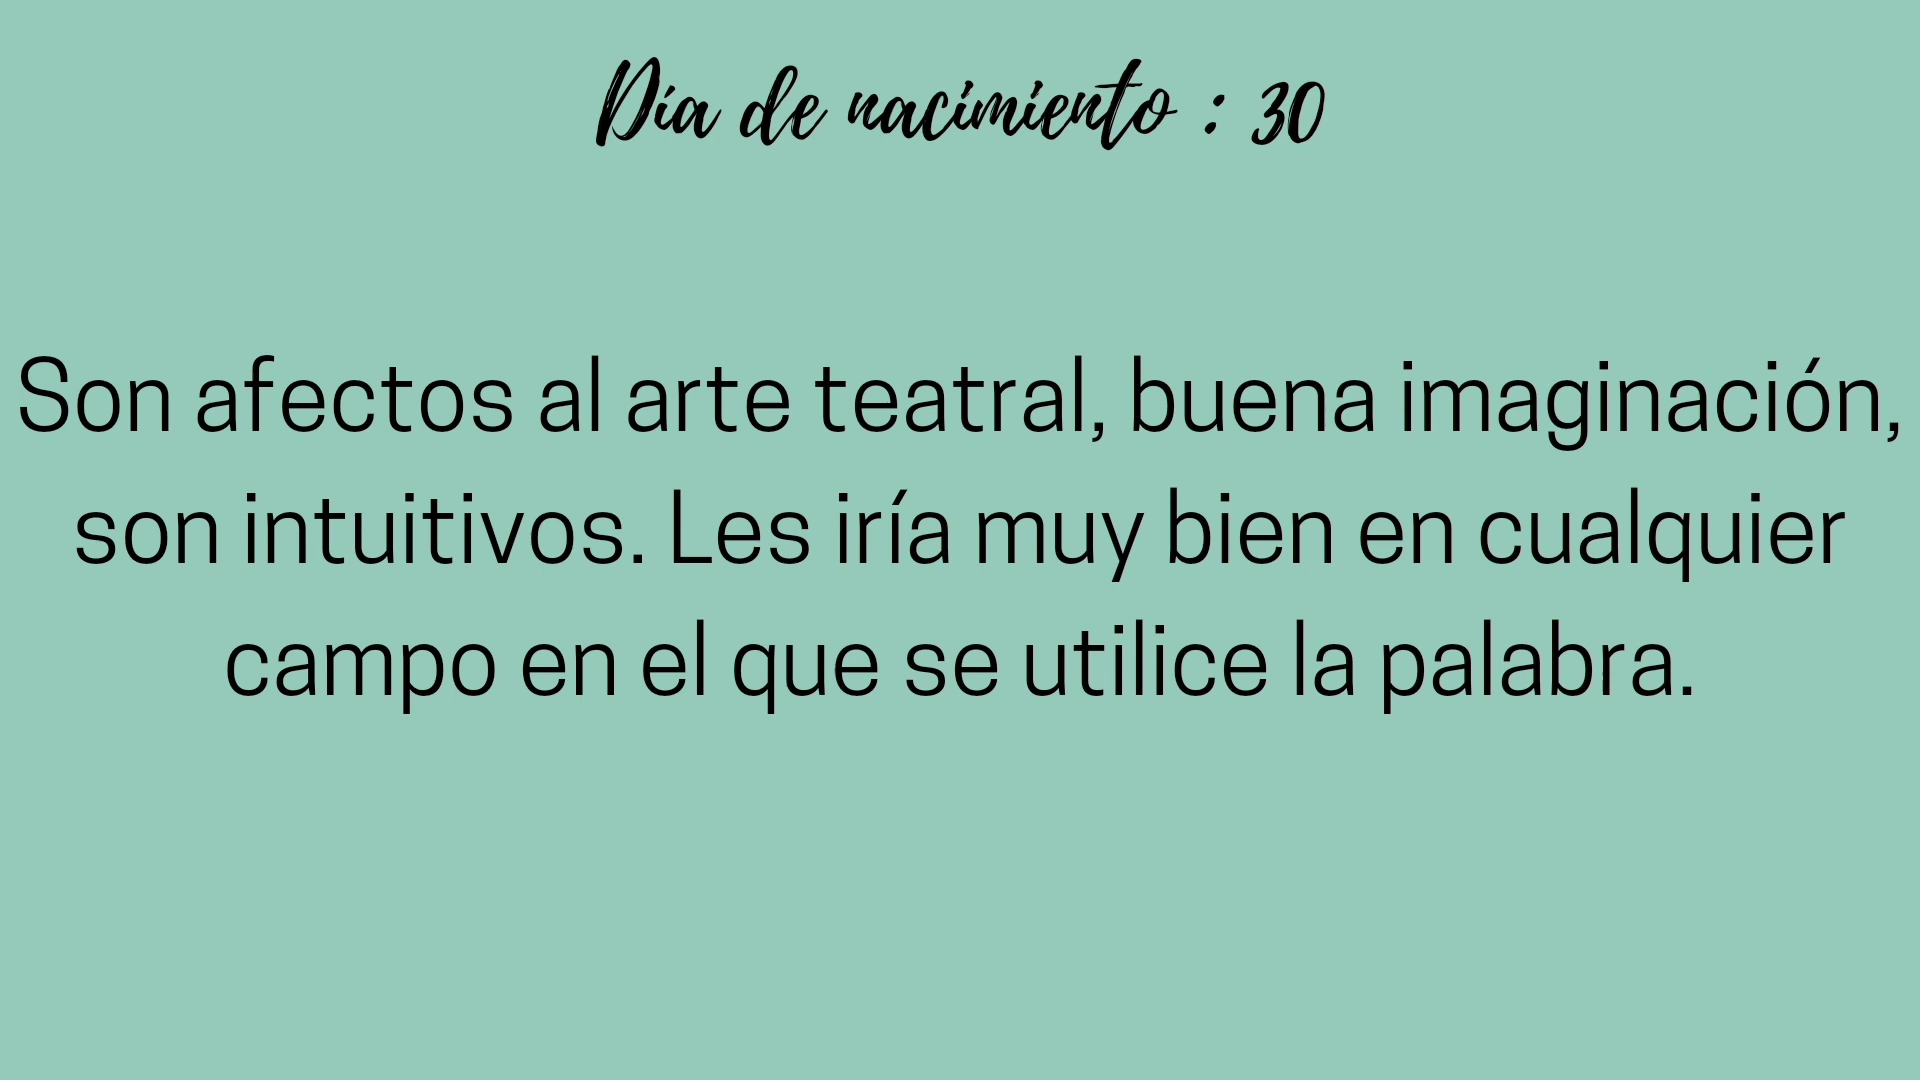 Día de nacimiento : 30
Son afectos al arte teatral, buena imaginación,
son intuitivos. Les iría muy bien en cualquier
campo en el que se utilice la palabra.